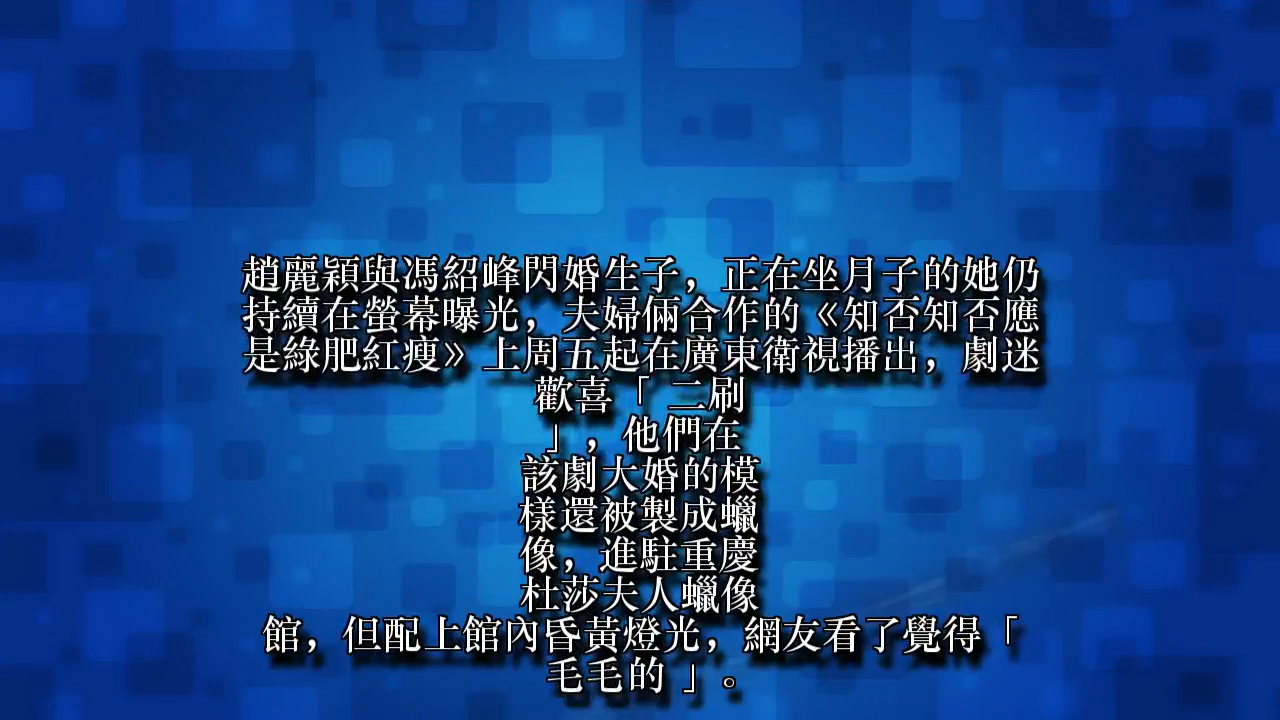 趙麗穎與馮紹峰閃婚生子，正在坐月子的她仍
持續在螢幕曝光，夫婦倆合作的《知否知否應
是綠肥紅瘦》上周五起在廣東衛視播出，劇迷
歡喜「 二刷
」，他們在
該劇大婚的模
樣還被製成蠟
像，進駐重慶
杜莎夫人蠟像
館，但配上館內昏黃燈光，網友看了覺得「
毛毛的 」。